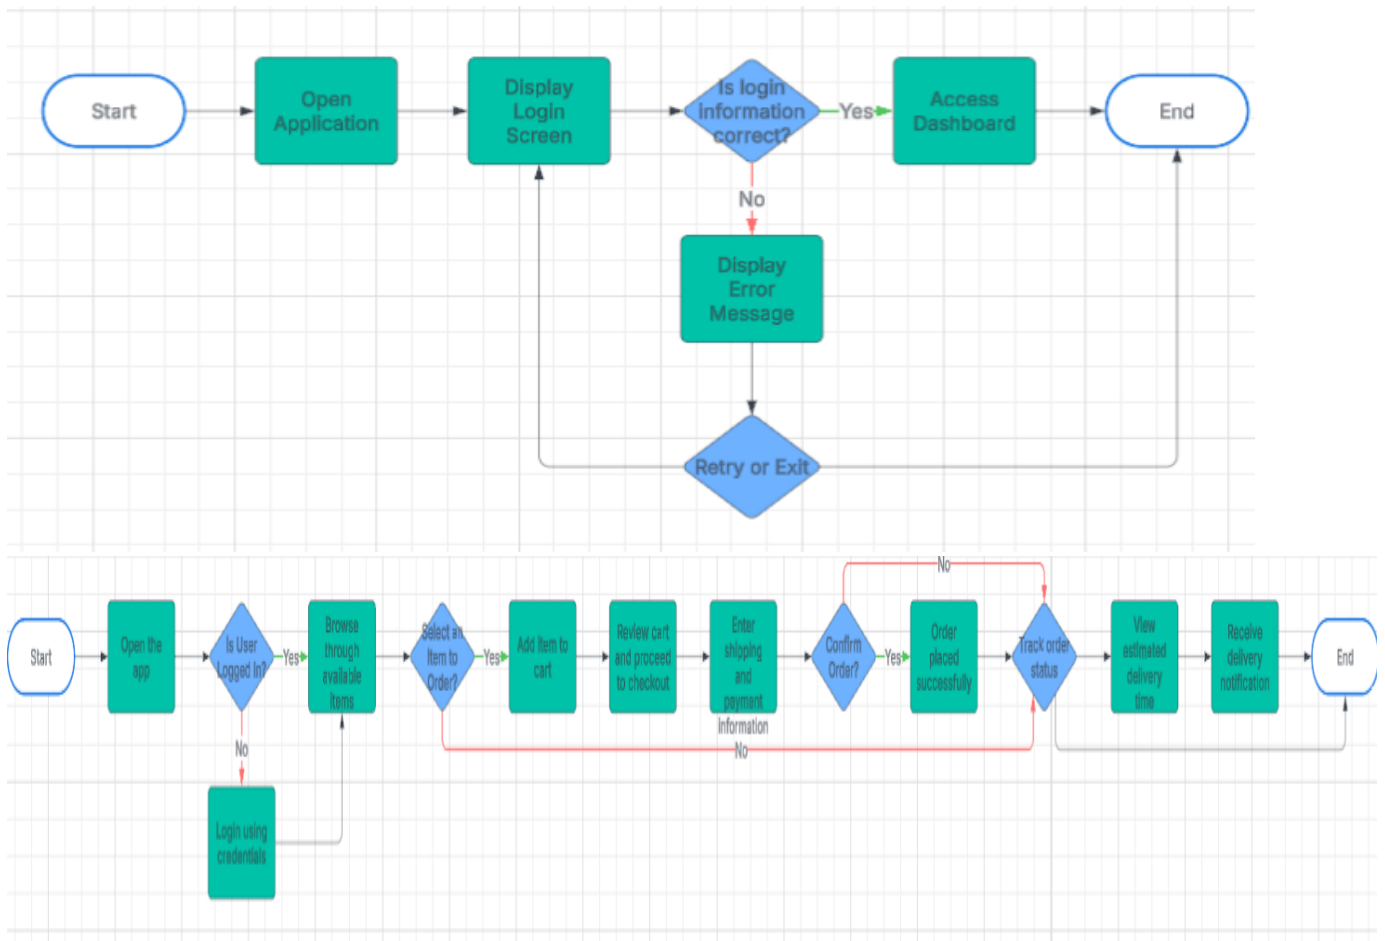 Start
Open
Application
Display
Login
Screen
Is login
information
correct?
Yes
Access
Dashboard
End
No
Display
Error
Message
Retry or Exit
Start
Open the
app
Is User
Logged In?
Yes
Browse
through
available
items
Select an
Item to
Order?
Yes
Add item to
cart
Review cart
and proceed
to checkout
Enter
shipping
and
payment
information
Confirm
Order?
Yes
Order
placed
successfully
No
Track order
status
View
estimated
delivery
time
Receive
delivery
notification
End
No
No
Login using
credentials